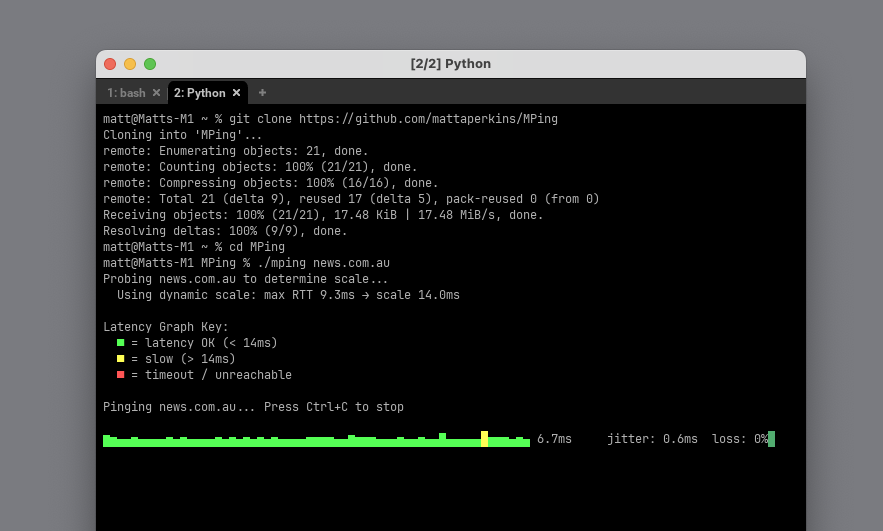 [2/2] Python
1: bash ✕ 2: Python ✕ +
matt@Matts-M1 ~ % git clone https://github.com/mattaperkins/MPing
Cloning into 'MPing'...
remote: Enumerating objects: 21, done.
remote: Counting objects: 100% (21/21), done.
remote: Compressing objects: 100% (16/16), done.
remote: Total 21 (delta 9), reused 17 (delta 5), pack-reused 0 (from 0)
Receiving objects: 100% (21/21), 17.48 KiB | 17.48 MiB/s, done.
Resolving deltas: 100% (9/9), done.
matt@Matts-M1 ~ % cd MPing
matt@Matts-M1 MPing % ./mping news.com.au
Probing news.com.au to determine scale...
Using dynamic scale: max RTT 9.3ms → scale 14.0ms
Latency Graph Key:
= latency OK (< 14ms)
= slow (> 14ms)
= timeout / unreachable
Pinging news.com.au... Press Ctrl+C to stop
6.7ms jitter: 0.6ms loss: 0%